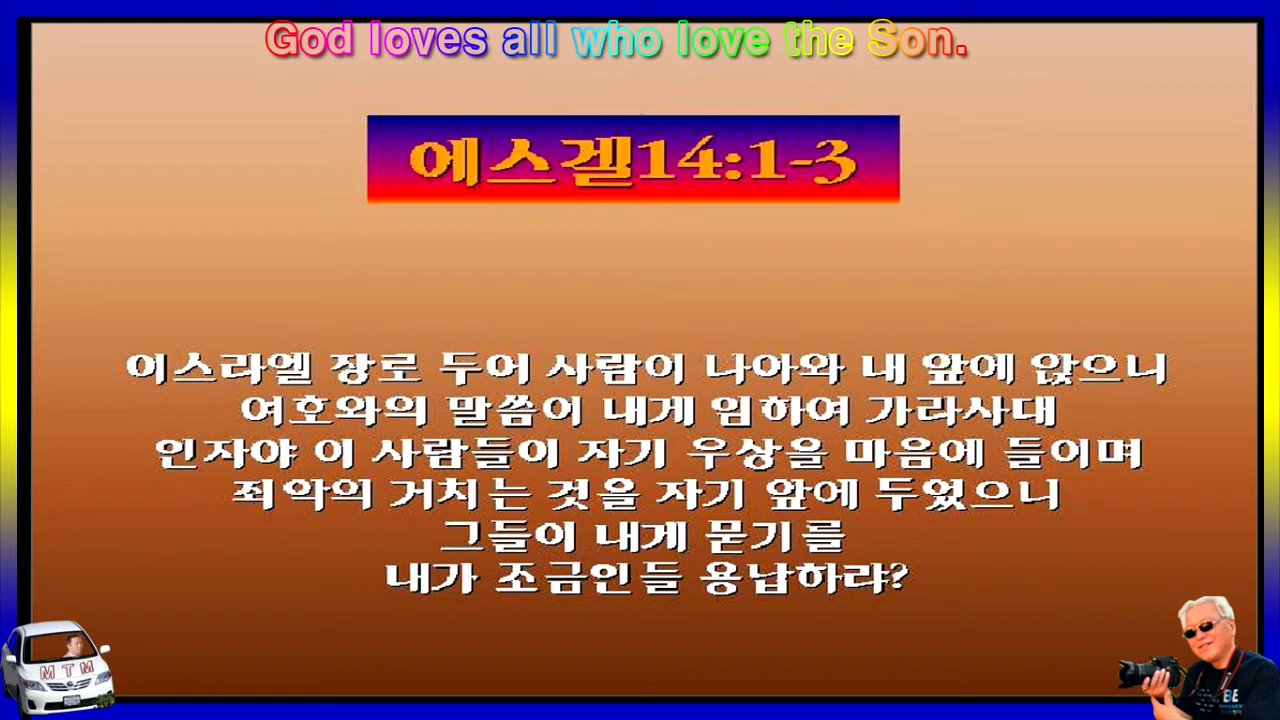 God loves all who love the Son.
에스겔14:1-3
이스라엘 장로 두어 사람이 나아와 내 앞에 앉으니
여호와의 말씀이 내게 임하여 가라사대
인자야 이 사람들이 자기 우상을 마음에 들이며
죄악의 거치는 것을 자기 앞에 두었으니
그들이 내게 묻기를
내가 조금인들 용납하랴?
MTM
BE